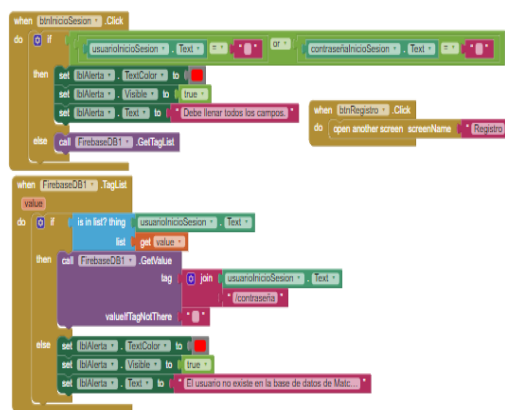 when btnInicioSesion .Click
do if usuarioInicioSesion . Text = " " or contraseñaInicioSesion . Text = " "
then set lblAlerta . TextColor to
set lblAlerta . Visible to true
set lblAlerta . Text to " Debe llenar todos los campos. "
else call FirebaseDB1 .GetTagList
when btnRegistro .Click
do open another screen screenName " Registro
when FirebaseDB1 .TagList
value
do if is in list? thing usuarioInicioSesion . Text
list get value
then call FirebaseDB1 .GetValue
tag join usuarioInicioSesion . Text
" /contraseña "
valueIfTagNotThere " "
else set lblAlerta . TextColor to
set lblAlerta . Visible to true
set lblAlerta . Text to " El usuario no existe en la base de datos de Matc... "